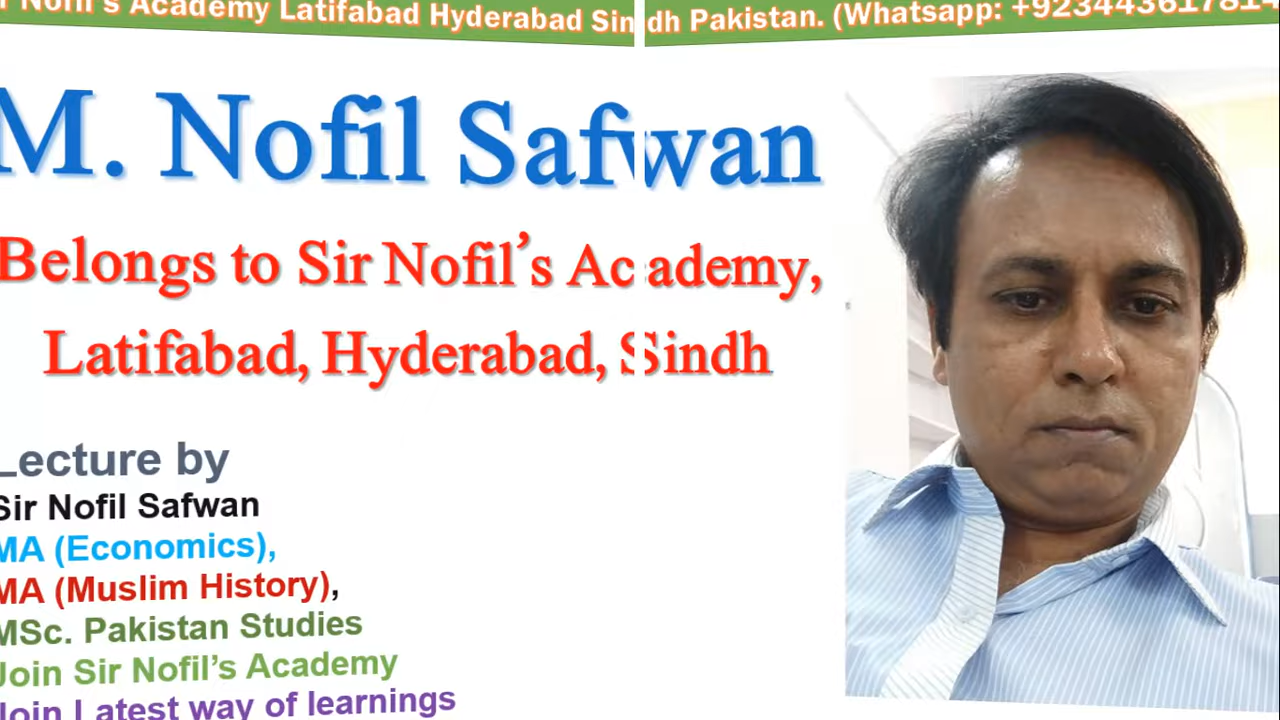 r Nofil's Academy Latifabad Hyderabad Sindh Pakistan. (Whatsapp: +923443617814
M. Nofil Safwan
Belongs to Sir Nofil's Academy,
Latifabad, Hyderabad, Sindh
Lecture by
Sir Nofil Safwan
MA (Economics),
MA (Muslim History),
MSc. Pakistan Studies
Join Sir Nofil's Academy
Join Latest way of learnings